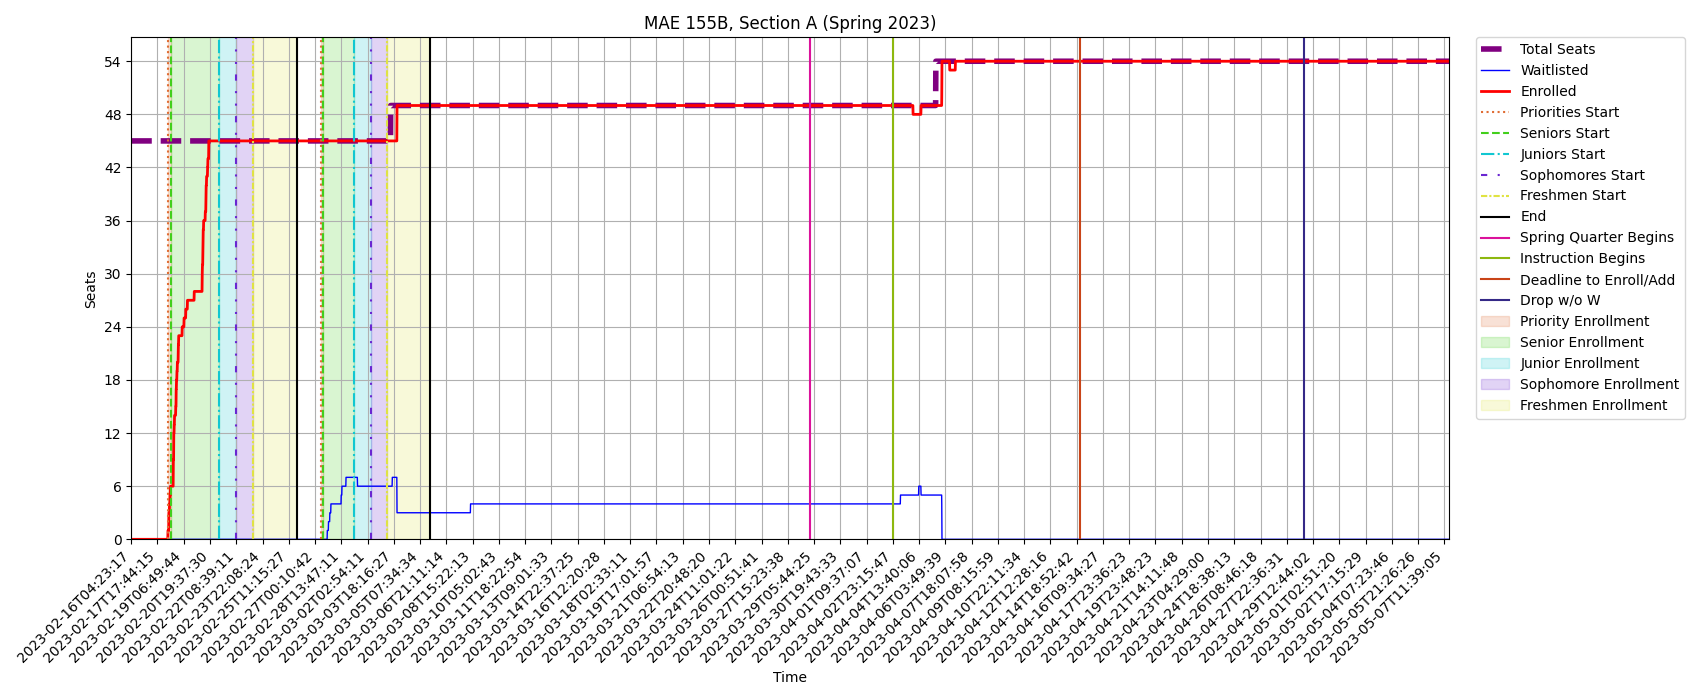 MAE 155B, Section A (Spring 2023)
Seats
54
48
42
36
30
24
18
12
6
0
2023-02-16T04:23:17
2023-02-17T17:44:15
2023-02-19T06:49:44
2023-02-20T19:37:30
2023-02-22T08:39:11
2023-02-23T22:08:24
2023-02-25T11:15:27
2023-02-27T00:10:42
2023-02-28T13:47:11
2023-03-02T02:54:11
2023-03-03T18:16:27
2023-03-05T07:34:34
2023-03-06T21:11:14
2023-03-08T15:22:13
2023-03-10T05:02:43
2023-03-11T18:22:54
2023-03-13T09:01:33
2023-03-14T22:37:25
2023-03-16T12:20:28
2023-03-18T02:33:11
2023-03-19T17:01:57
2023-03-21T06:54:13
2023-03-22T20:48:20
2023-03-24T11:01:22
2023-03-26T00:51:41
2023-03-27T15:23:38
2023-03-29T05:44:25
2023-03-30T19:43:33
2023-04-01T09:37:07
2023-04-02T23:15:47
2023-04-04T13:40:06
2023-04-06T03:49:39
2023-04-07T18:07:58
2023-04-09T08:15:59
2023-04-10T22:11:34
2023-04-12T12:28:16
2023-04-14T18:52:42
2023-04-16T09:34:27
2023-04-17T23:36:23
2023-04-19T23:48:23
2023-04-21T14:11:48
2023-04-23T04:29:00
2023-04-24T18:38:13
2023-04-26T08:46:18
2023-04-27T22:36:31
2023-04-29T12:44:02
2023-05-01T02:51:20
2023-05-02T17:15:29
2023-05-04T07:23:46
2023-05-05T21:26:26
2023-05-07T11:39:05
Time
Total Seats
Waitlisted
Enrolled
Priorities Start
Seniors Start
Juniors Start
Sophomores Start
Freshmen Start
End
Spring Quarter Begins
Instruction Begins
Deadline to Enroll/Add
Drop w/o W
Priority Enrollment
Senior Enrollment
Junior Enrollment
Sophomore Enrollment
Freshmen Enrollment